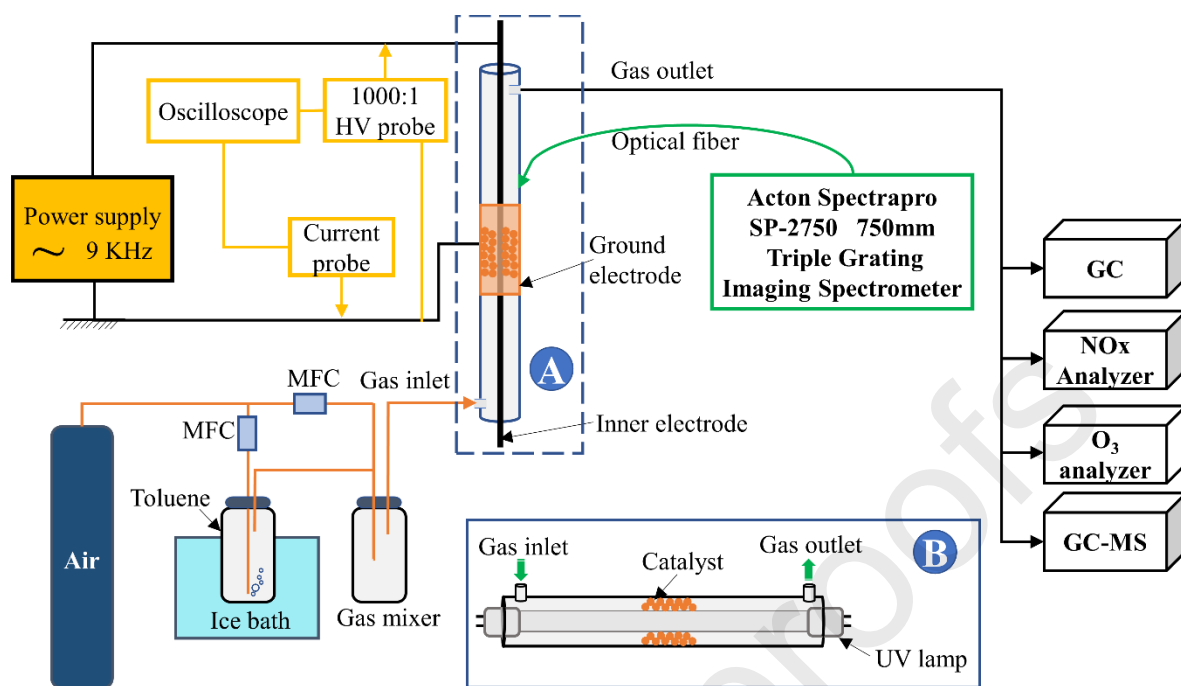 Gas outlet
1000:1
HV probe
Oscilloscope
Optical fiber
Power supply
~ 9 KHz
Current
probe
Acton Spectrapro
SP-2750 750mm
Triple Grating
Imaging Spectrometer
Ground
electrode
GC
NOx
Analyzer
O₃
analyzer
GC-MS
A
MFC
Gas inlet
MFC
Inner electrode
Toluene
Air
Ice bath
Gas mixer
B
Gas inlet
Catalyst
Gas outlet
UV lamp
roofs